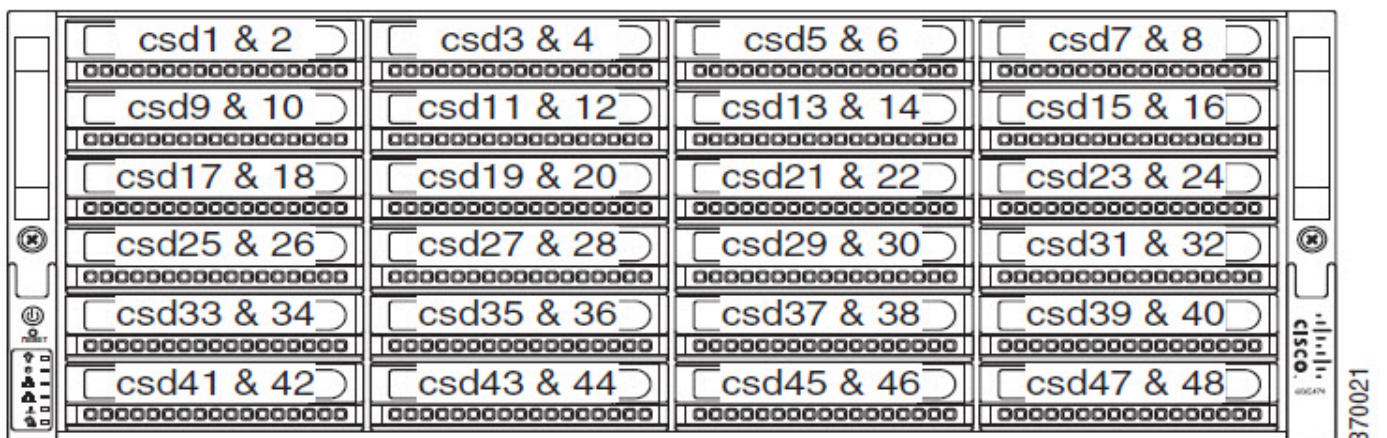 csd1 & 2 csd3 & 4 csd5 & 6 csd7 & 8
csd9 & 10 csd11 & 12 csd13 & 14 csd15 & 16
csd17 & 18 csd19 & 20 csd21 & 22 csd23 & 24
csd25 & 26 csd27 & 28 csd29 & 30 csd31 & 32
csd33 & 34 csd35 & 36 csd37 & 38 csd39 & 40
csd41 & 42 csd43 & 44 csd45 & 46 csd47 & 48
RESET
CISCO.
370021